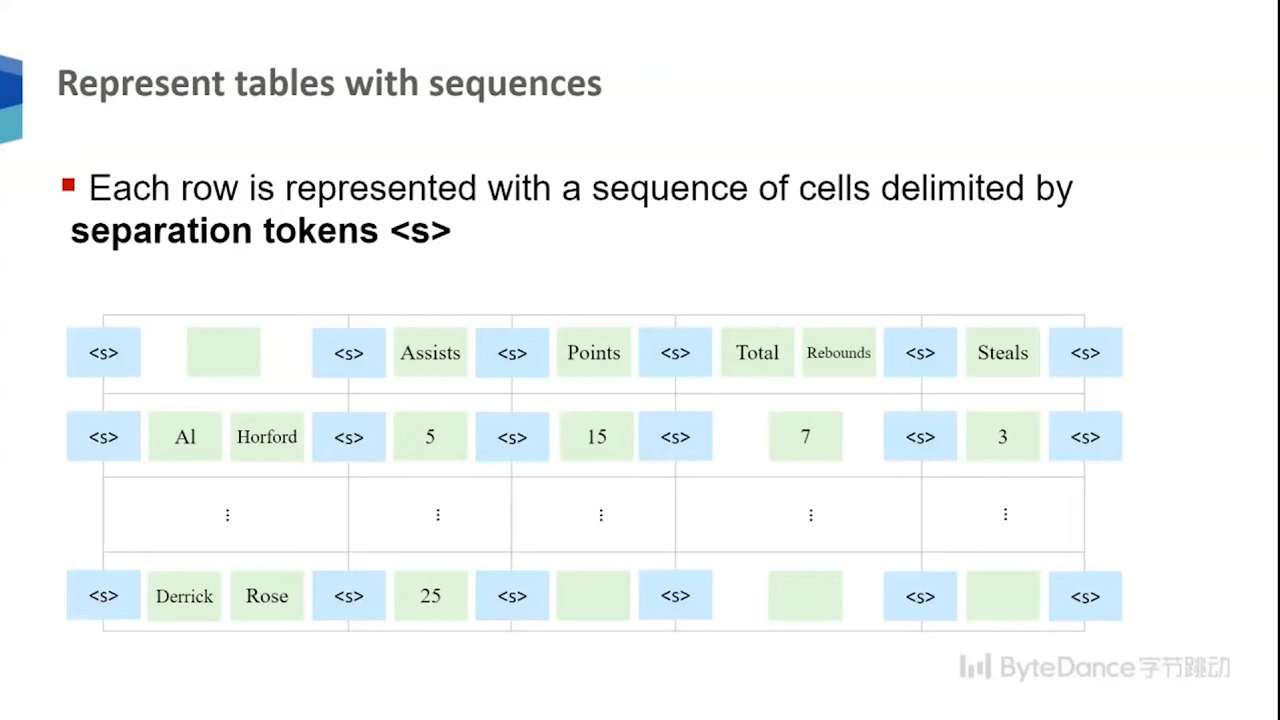 Represent tables with sequences
Each row is represented with a sequence of cells delimited by
separation tokens <s>
<s> <s> Assists <s> Points <s> Total Rebounds <s> Steals <s>
<s> Al Horford <s> 5 <s> 15 <s> 7 <s> 3 <s>
⋮ ⋮ ⋮ ⋮ ⋮
<s> Derrick Rose <s> 25 <s> <s> <s> <s>
ByteDance字节跳动